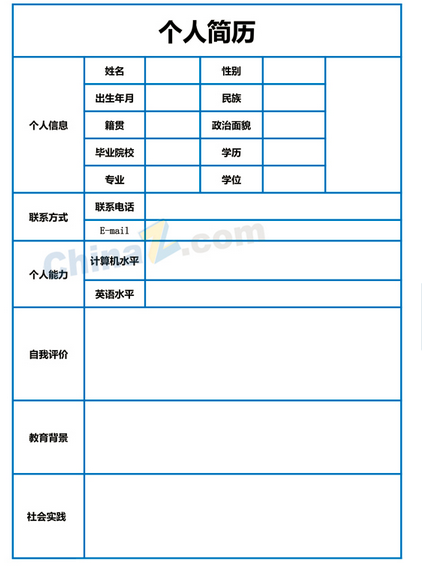 个人简历
姓名 性别
出生年月 民族
个人信息 籍贯 政治面貌
毕业院校 学历
专业 学位
联系方式 联系电话
E-mail
ChinaZ.com
个人能力 计算机水平
英语水平
自我评价
教育背景
社会实践